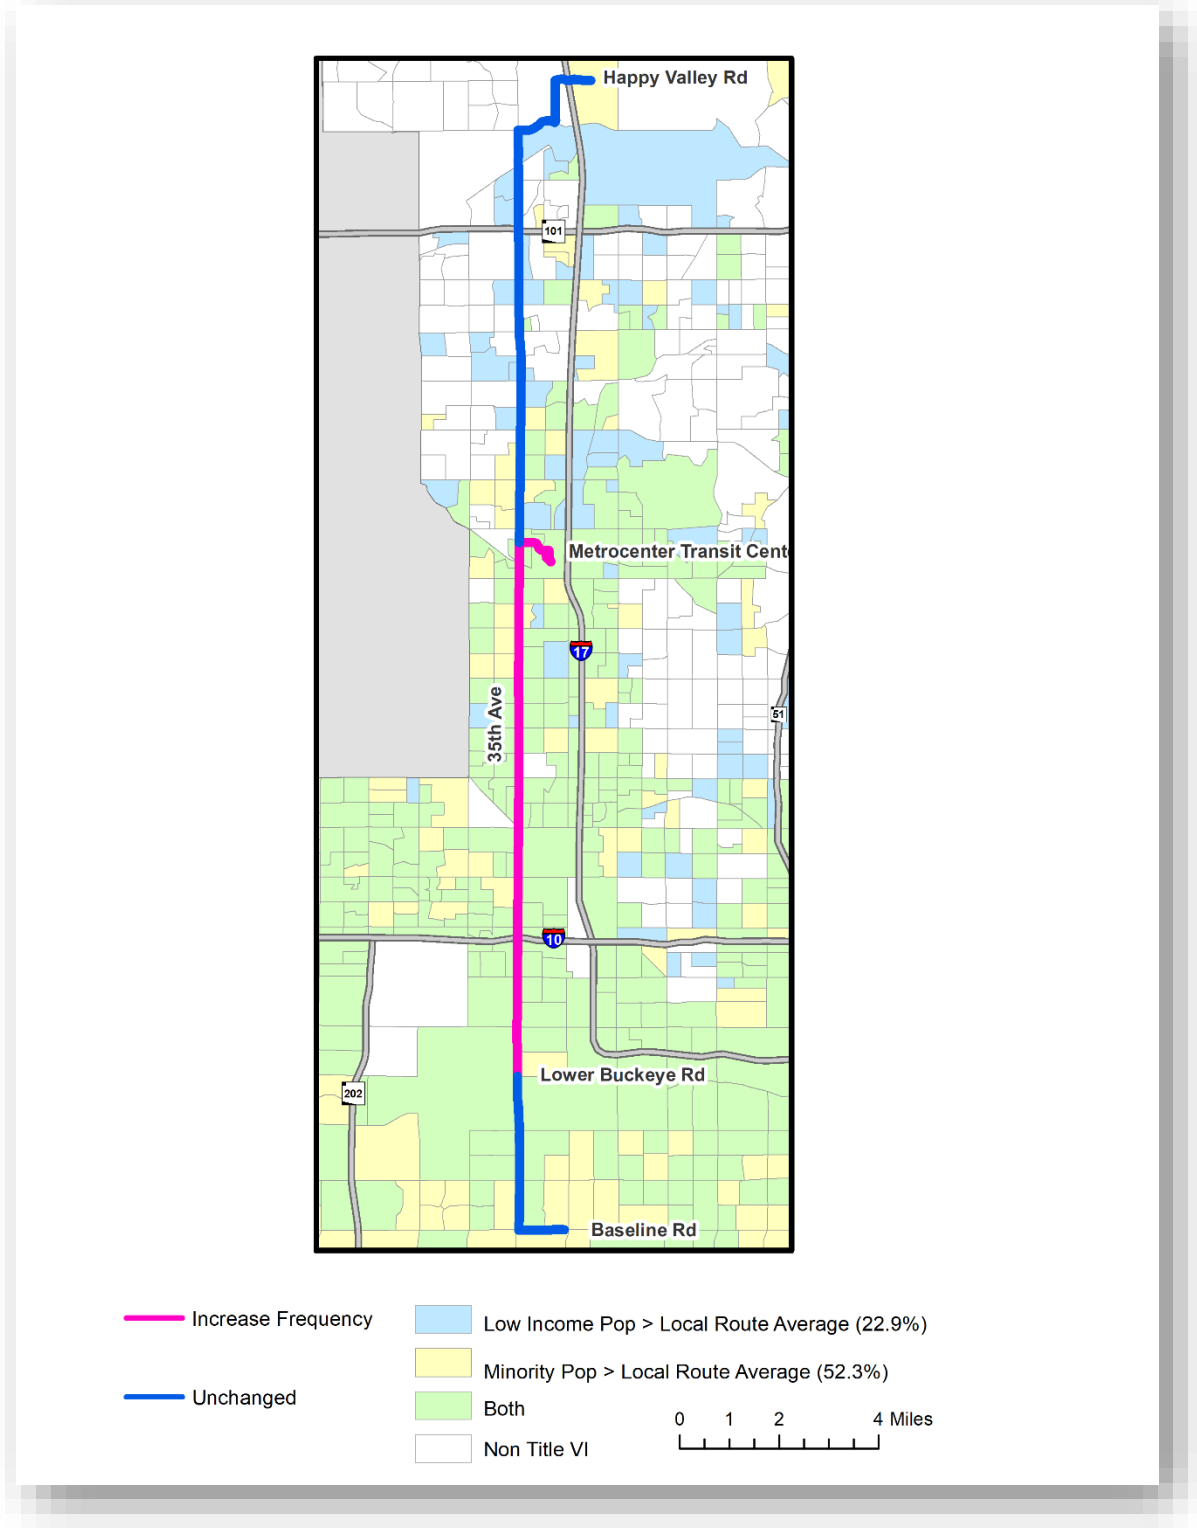 Happy Valley Rd
101
Metrocenter Transit Cent
17
35th Ave
51
10
Lower Buckeye Rd
202
Baseline Rd
Increase Frequency
Unchanged
Low Income Pop > Local Route Average (22.9%)
Minority Pop > Local Route Average (52.3%)
Both
Non Title VI
0 1 2 4 Miles